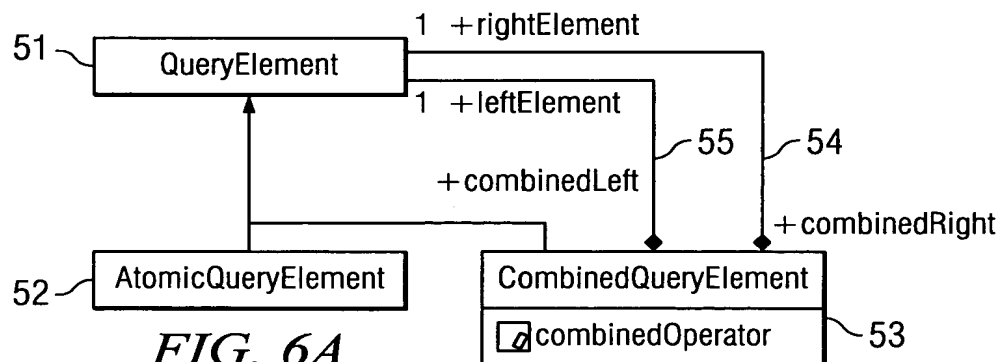 1 +rightElement
51
QueryElement
1 +leftElement
55
54
+combinedLeft
+combinedRight
52
AtomicQueryElement
CombinedQueryElement
53
combinedOperator
FIG. 6A